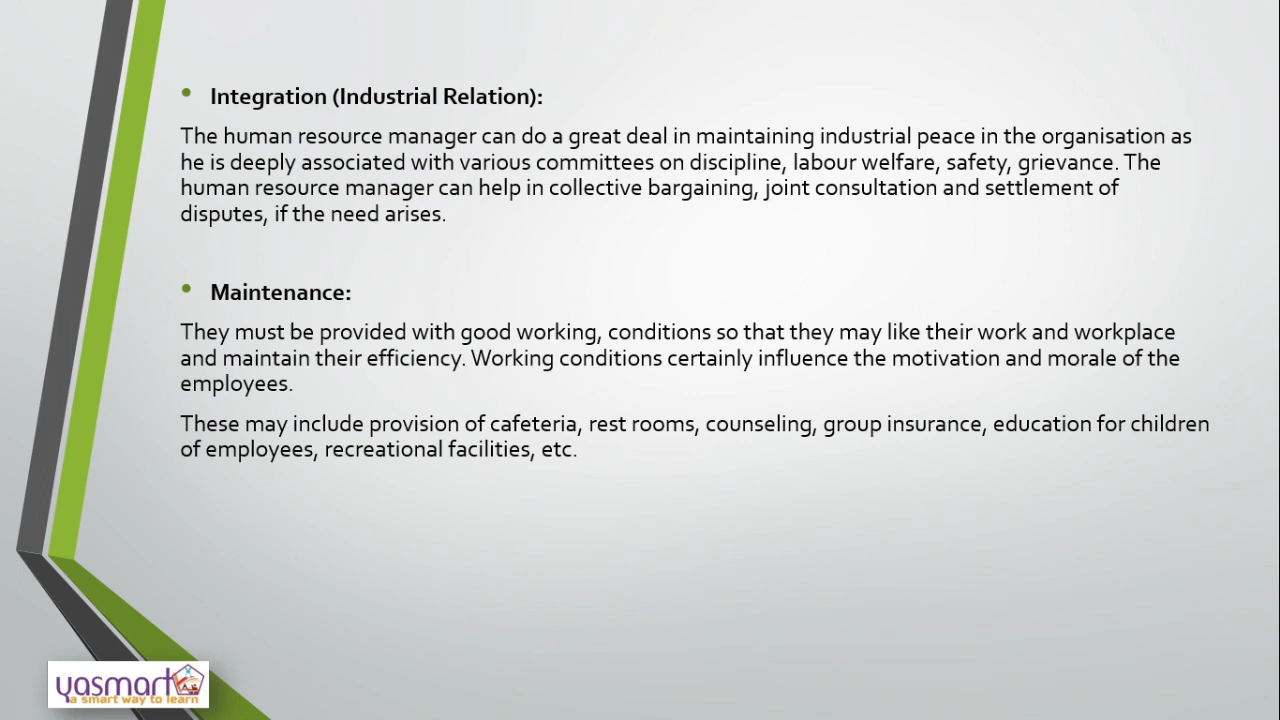 • Integration (Industrial Relation):
The human resource manager can do a great deal in maintaining industrial peace in the organisation as
he is deeply associated with various committees on discipline, labour welfare, safety, grievance. The
human resource manager can help in collective bargaining, joint consultation and settlement of
disputes, if the need arises.
• Maintenance:
They must be provided with good working, conditions so that they may like their work and workplace
and maintain their efficiency. Working conditions certainly influence the motivation and morale of the
employees.
These may include provision of cafeteria, rest rooms, counseling, group insurance, education for children
of employees, recreational facilities, etc.
yasmart
a smart way to learn